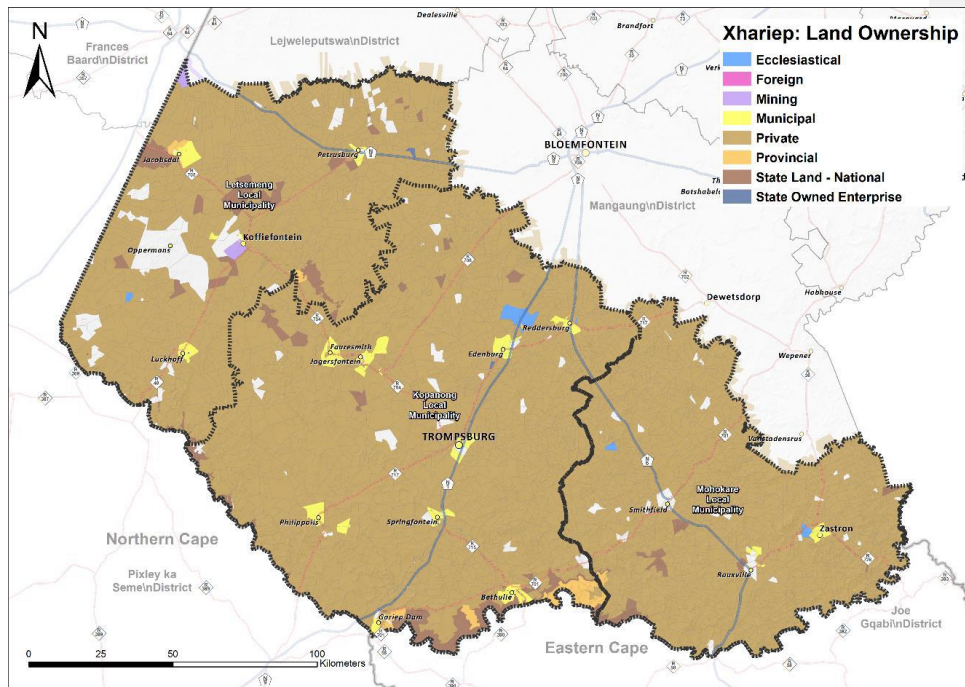 Xhariep: Land Ownership
Ecclesiastical
Foreign
Mining
Municipal
Private
Provincial
State Land - National
State Owned Enterprise
N
Dealesville
Brandfort
Frances
Baard\nDistrict
Lejweleputswa\nDistrict
BLOEMFONTEIN
Botshabelo
Mangaung\nDistrict
Jacobsdal
Petrusburg
Letsemeng
Local
Municipality
Koffiefontein
Oppermans
Dewetsdorp
Hobhouse
Wepener
Vanstadensrus
Luckhoff
Fauresmith
Jagersfontein
Edenburg
Reddersburg
Kopanong
Local
Municipality
TROMPSBURG
Mohokare
Local
Municipality
Smithfield
Zastron
Rouxville
Philippolis
Springfontein
Bethulie
Gariep Dam
Northern Cape
Pixley ka
Seme\nDistrict
Eastern Cape
Joe
Gqabi\nDistrict
0 25 50 100
Kilometers